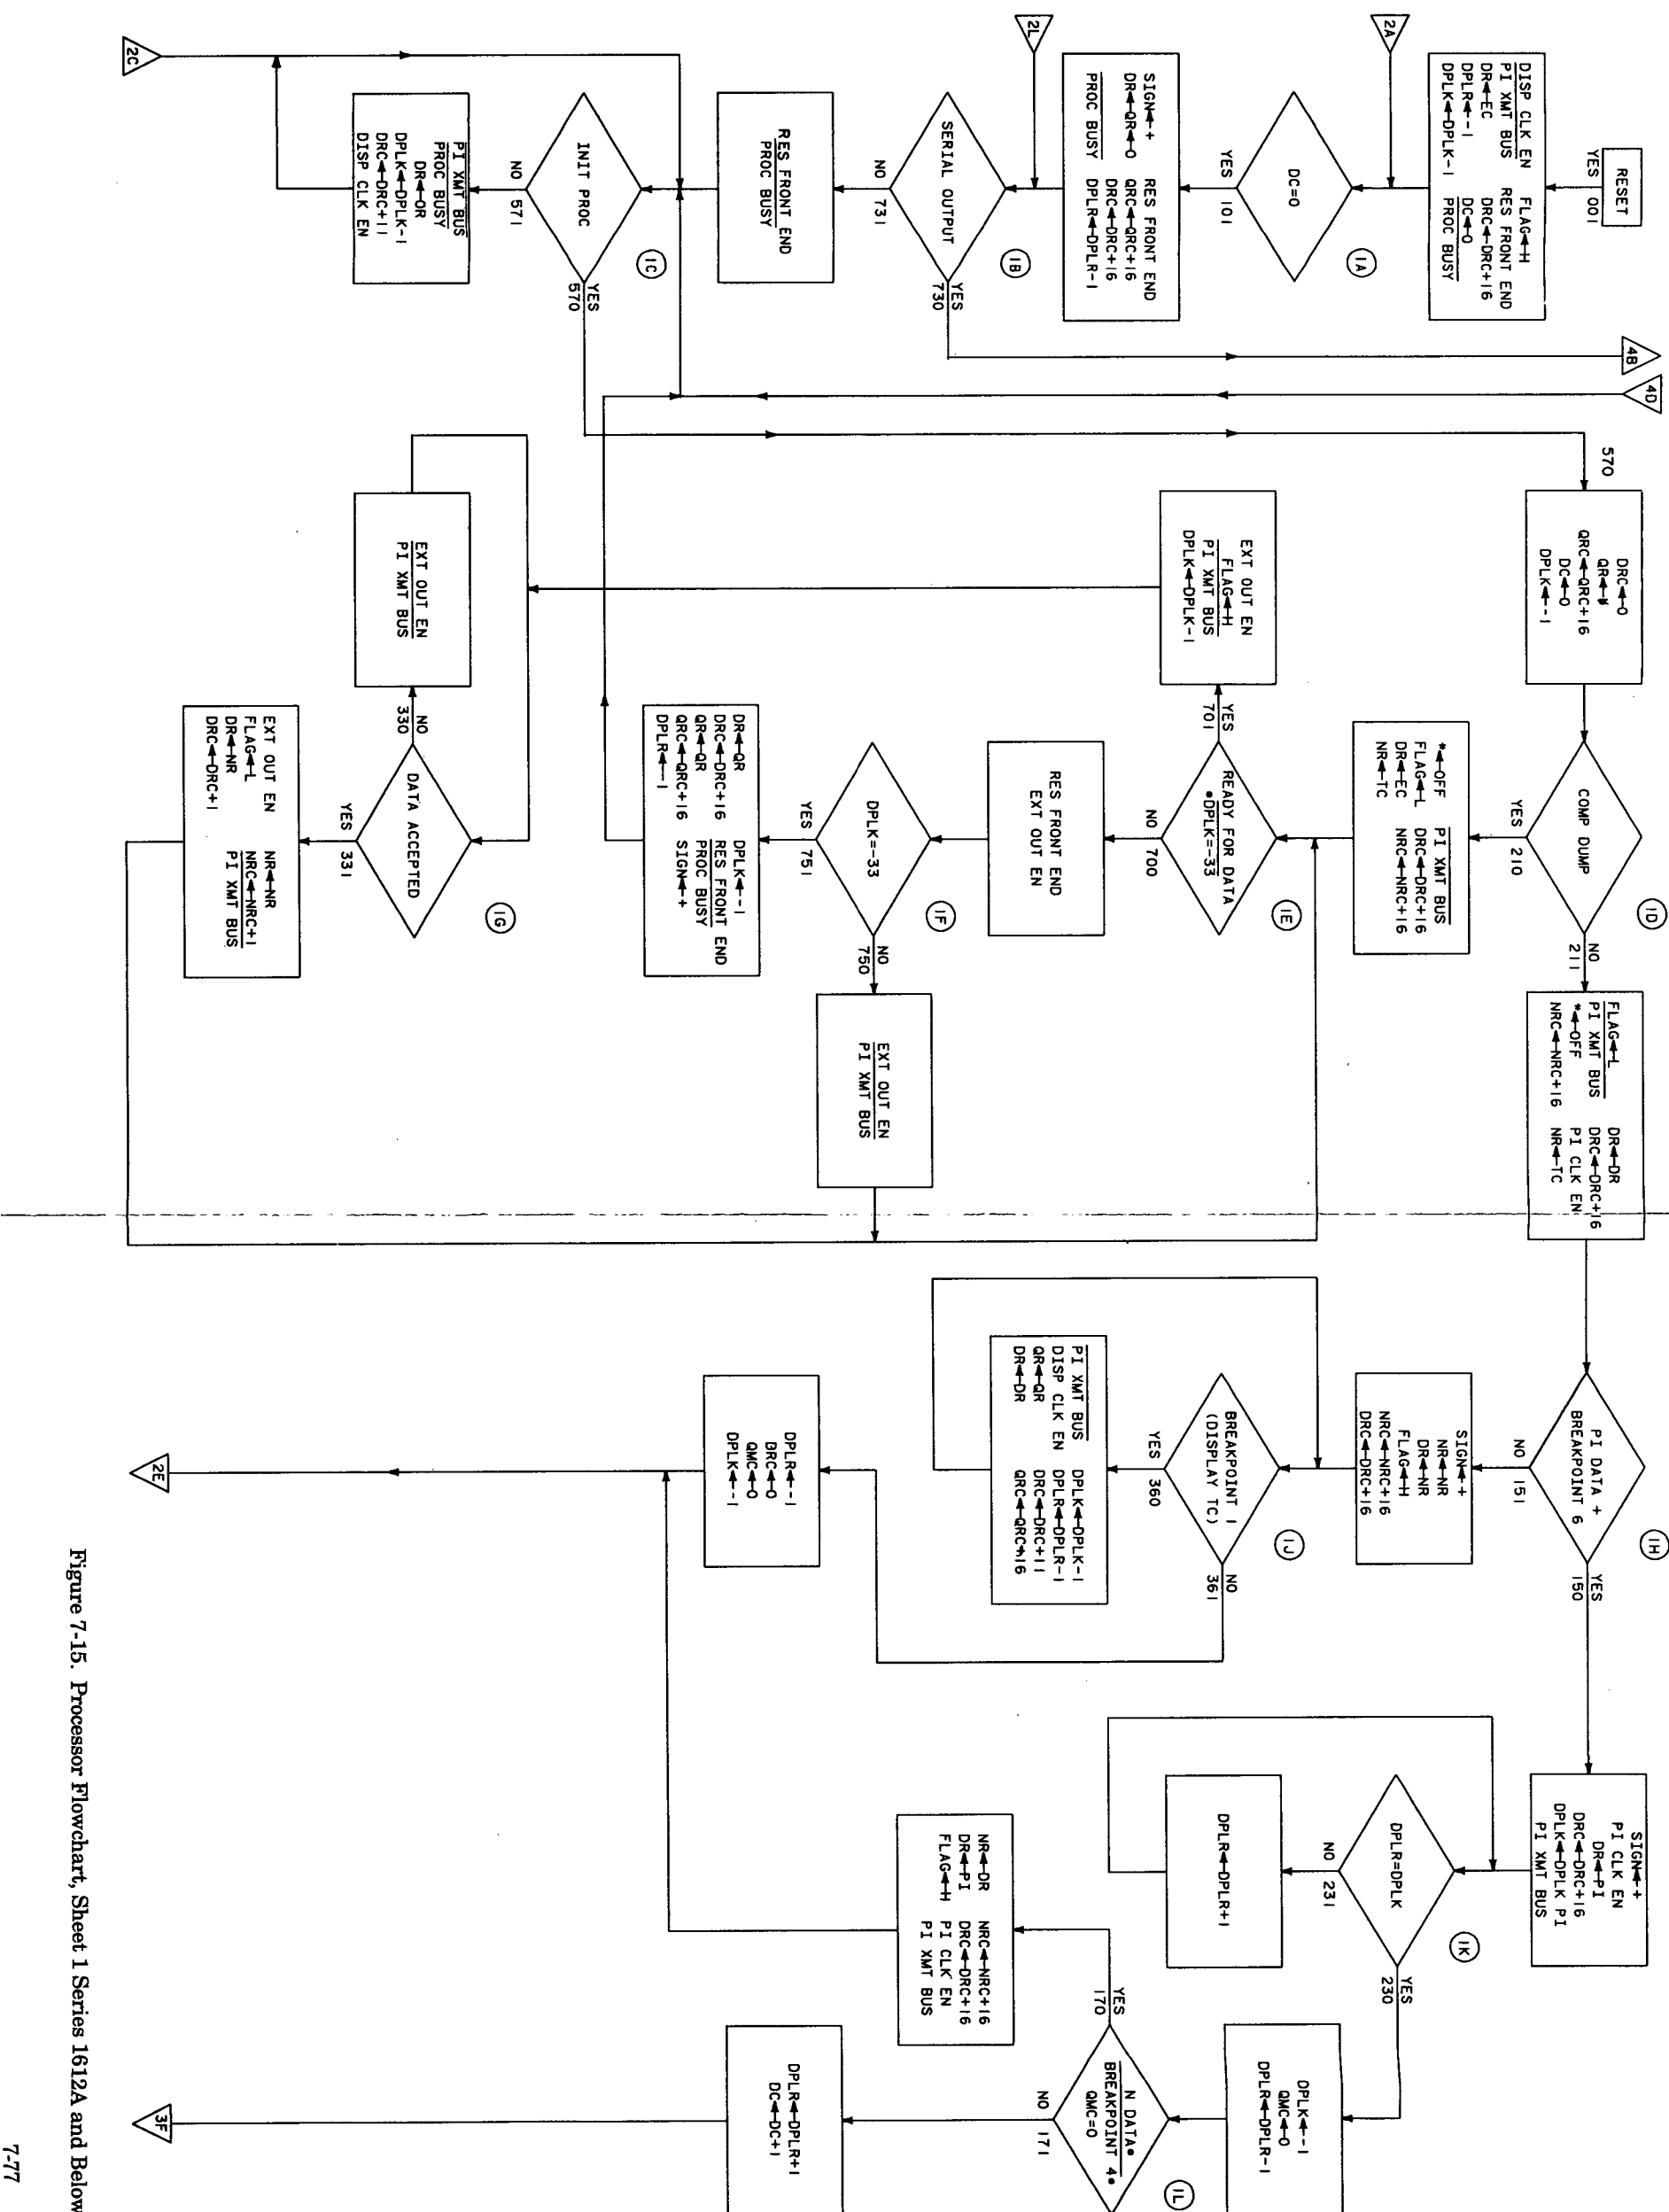 RESET
YES 001
DISP CLK EN FLAG←H
PI XMT BUS RES FRONT END
DR←EC DRC←DRC+16
DPLR←-1 DC←0
DPLK←DPLK-1 PROC BUSY
2A
DC=0
1A
YES 101
SIGN←+ RES FRONT END
DR←QR←0 QRC←QRC+16
DRC←DRC+16
PROC BUSY DPLR←DPLR-1
2L
SERIAL OUTPUT
1B
YES
730
NO 731
RES FRONT END
PROC BUSY
INIT PROC
1C
YES
570
NO 571
PI XMT BUS
PROC BUSY
DR←QR
DPLK←DPLK-1
DRC←DRC+11
DISP CLK EN
2C
4B
4D
570
DRC←0
QRC←QRC+16
DC←0
DPLK←-1
COMP DUMP
1D
YES 210
NO
211
*←OFF PI XMT BUS
FLAG←L DRC←DRC+16
DR←EC NRC←NRC+16
NR←TC
READY FOR DATA
•DPLK=-33
1E
YES
701
NO 700
EXT OUT EN
FLAG←H
PI XMT BUS
DPLK←DPLK-1
RES FRONT END
EXT OUT EN
DPLK=-33
1F
YES 751
NO
750
DR←QR DPLK←-1
DRC←DRC+16 RES FRONT END
QR←QR PROC BUSY
QRC←QRC+16 SIGN←+
DPLR←-1
EXT OUT EN
PI XMT BUS
EXT OUT EN
PI XMT BUS
DATA ACCEPTED
1G
NO
330
YES 331
EXT OUT EN NR←NR
FLAG←L NRC←NRC+1
DR←NR PI XMT BUS
DRC←DRC+1
FLAG←L DR←DR
PI XMT BUS DRC←DRC+16
*←OFF PI CLK EN
NRC←NRC+16 NR←TC
PI DATA +
BREAKPOINT 6
1H
NO 151
YES
150
SIGN←+
NR←NR
DR←NR
FLAG←H
NRC←NRC+16
DRC←DRC+16
BREAKPOINT 1
(DISPLAY TC)
1J
YES 360
NO
361
PI XMT BUS DPLK←DPLK-1
DISP CLK EN DPLR←DPLR-1
QR←QR DRC←DRC+11
DR←DR QRC←QRC+16
DPLR←-1
DRC←0
QMC←0
DPLK←-1
2E
SIGN←+
PI CLK EN
DR←PI
DRC←DRC+16
DPLK←DPLK PI
PI XMT BUS
DPLR=DPLK
1K
NO 231
YES
230
DPLR←DPLR+1
DPLK←-1
QMC←0
DPLR←DPLR-1
N DATA•
BREAKPOINT 4•
QMC=0
1L
YES
170
NO 171
NR←DR NRC←NRC+16
DR←PI DRC←DRC+16
FLAG←H PI CLK EN
PI XMT BUS
DPLR←DPLR+1
DC←DC+1
3F
Figure 7-15. Processor Flowchart, Sheet 1 Series 1612A and Below
7-77